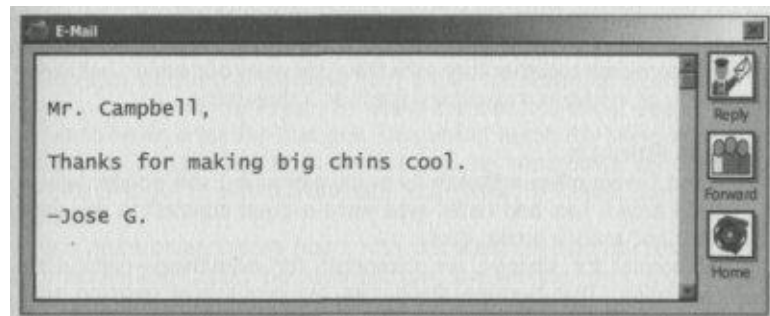 E-Mail
Mr. Campbell,
Thanks for making big chins cool.
–Jose G.
Reply
Forward
Home